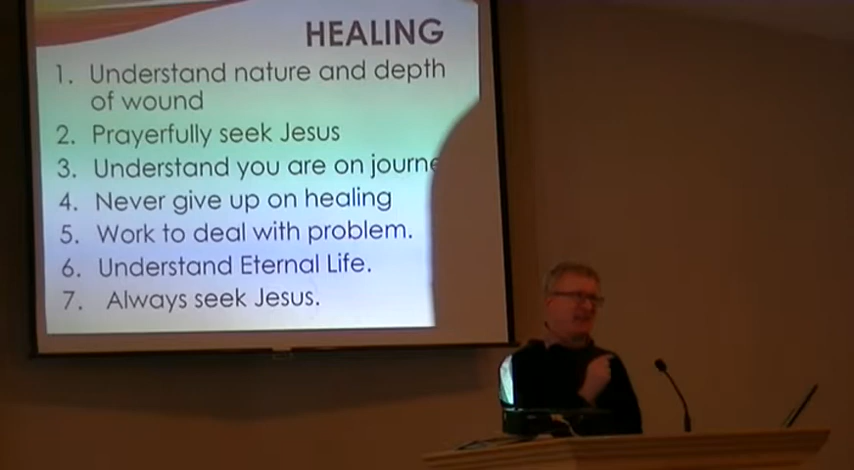 HEALING
1. Understand nature and depth
of wound
2. Prayerfully seek Jesus
3. Understand you are on journe
4. Never give up on healing
5. Work to deal with problem.
6. Understand Eternal Life.
7. Always seek Jesus.